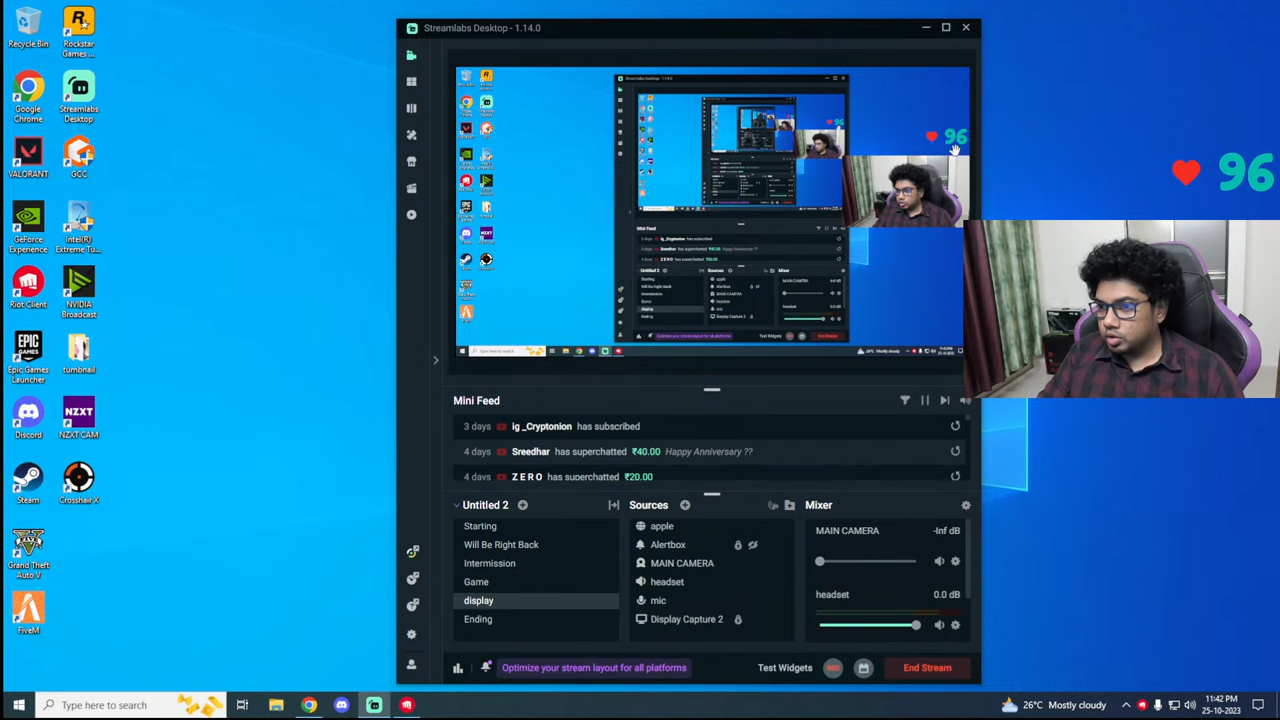 Recycle Bin
Rockstar Games ...
Google Chrome
Streamlabs Desktop
VALORANT
GCC
GeForce Experience
Intel(R) Extreme Tu...
Riot Client
NVIDIA Broadcast
Epic Games Launcher
tumbnail
Discord
NZXT CAM
Steam
Crosshair X
Grand Theft Auto V
FiveM
Streamlabs Desktop - 1.14.0
96
96
Mini Feed
3 days ig _Cryptonion has subscribed
4 days Sreedhar has superchatted ₹40.00 Happy Anniversary ??
4 days Z E R O has superchatted ₹20.00
Untitled 2
Starting
Will Be Right Back
Intermission
Game
display
Ending
Sources
apple
Alertbox
MAIN CAMERA
headset
mic
Display Capture 2
Mixer
MAIN CAMERA -Inf dB
headset 0.0 dB
Optimize your stream layout for all platforms
Test Widgets
REC
End Stream
Type here to search
26°C Mostly cloudy
11:42 PM
25-10-2023